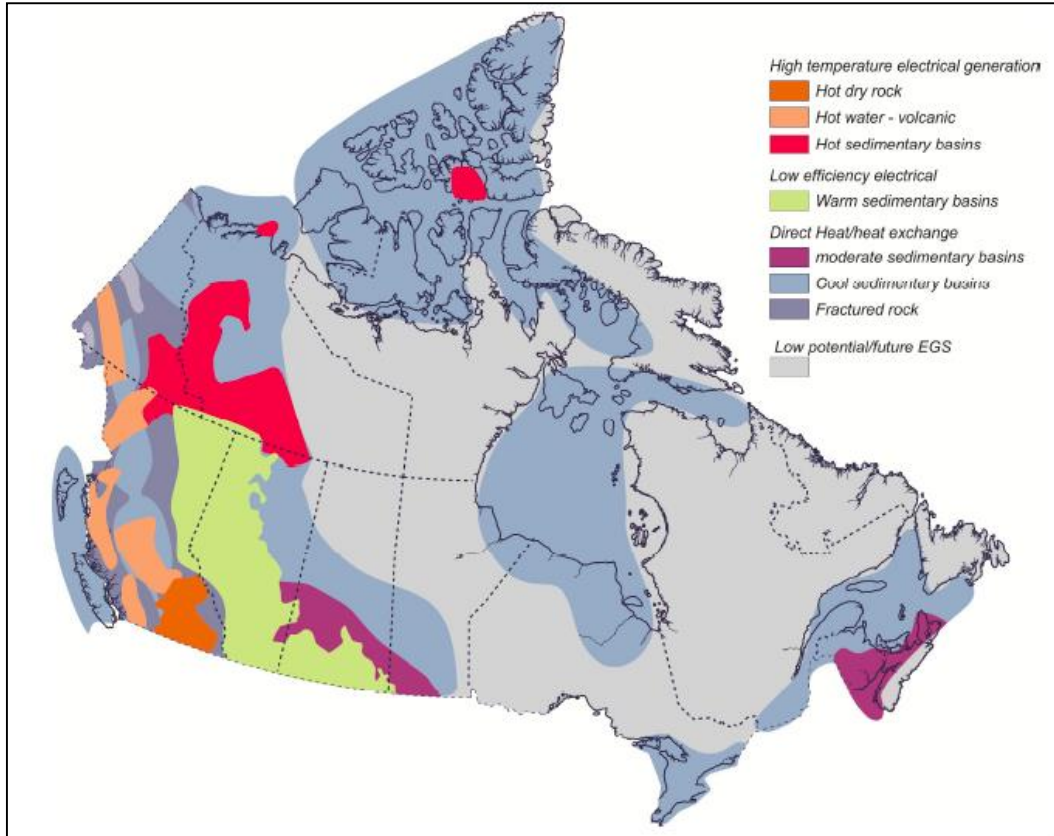 High temperature electrical generation
Hot dry rock
Hot water - volcanic
Hot sedimentary basins
Low efficiency electrical
Warm sedimentary basins
Direct Heat/heat exchange
moderate sedimentary basins
Cool sedimentary basins
Fractured rock
Low potential/future EGS